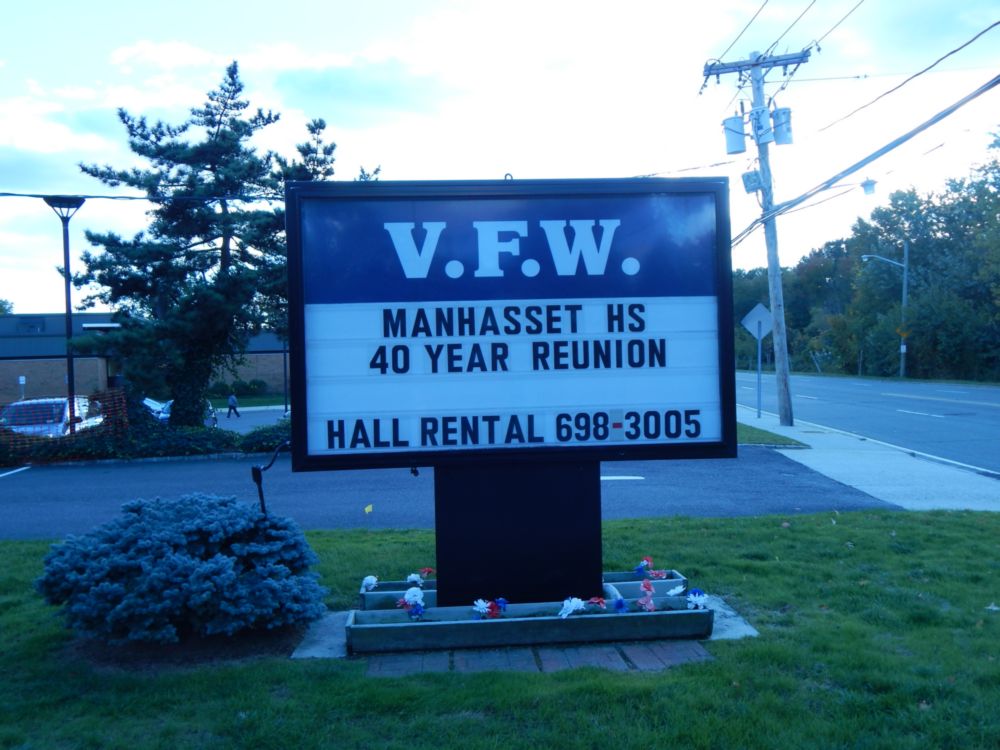 V.F.W.
MANHASSET HS
40 YEAR REUNION
HALL RENTAL 698-3005